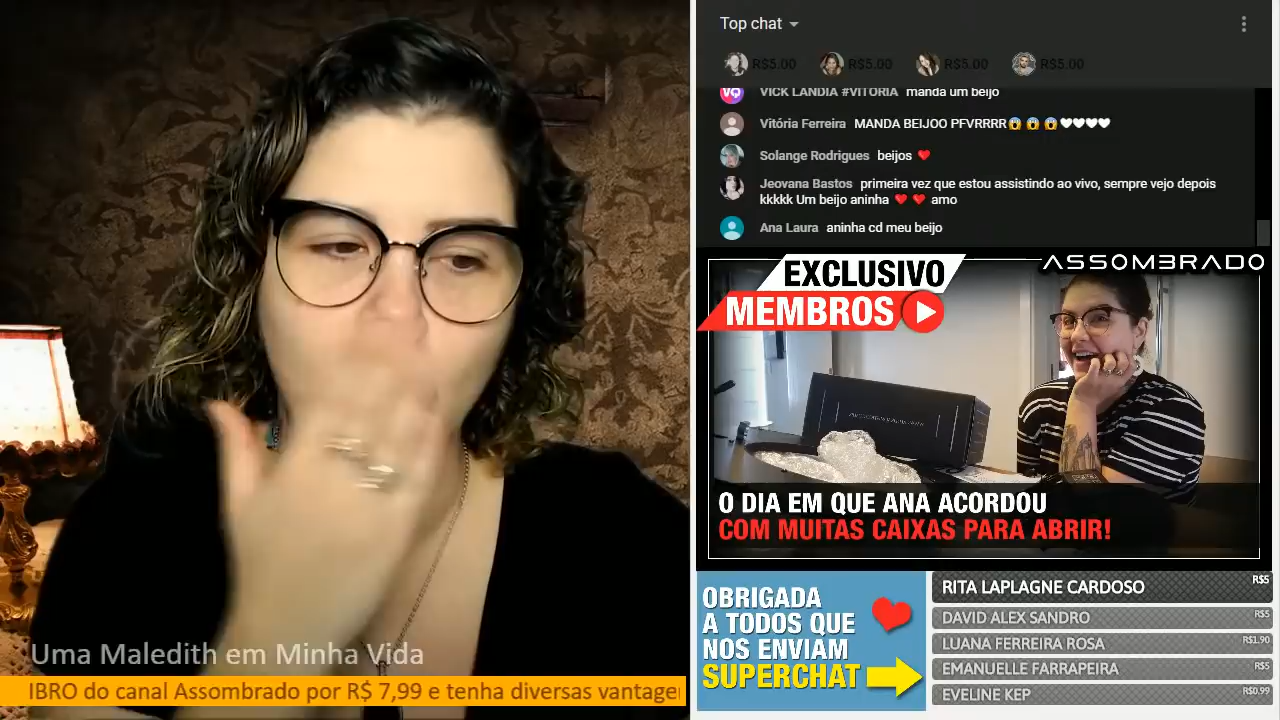 Top chat
R$5.00 R$5.00 R$5.00 R$5.00
VICK LANDIA #VITORIA manda um beijo
Vitória Ferreira MANDA BEIJOO PFVRRRR😱😱😱🤍🤍🤍🤍
Solange Rodrigues beijos ❤️
Jeovana Bastos primeira vez que estou assistindo ao vivo, sempre vejo depois
kkkkk Um beijo aninha ❤️ ❤️ amo
Ana Laura aninha cd meu beijo
EXCLUSIVO
MEMBROS
ASSOMBRADO
O DIA EM QUE ANA ACORDOU
COM MUITAS CAIXAS PARA ABRIR!
OBRIGADA
A TODOS QUE
NOS ENVIAM
SUPERCHAT
RITA LAPLAGNE CARDOSO R$5
DAVID ALEX SANDRO R$5
LUANA FERREIRA ROSA R$1.90
EMANUELLE FARRAPEIRA R$5
EVELINE KEP R$0.99
Uma Maledith em Minha Vida
IBRO do canal Assombrado por R$ 7,99 e tenha diversas vantage